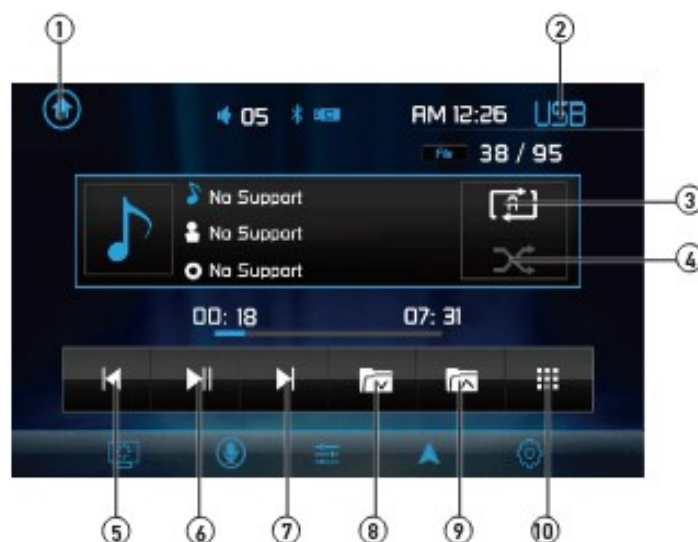 ① ②
05 AM 12:26 USB
File 38 / 95
No Support
A
③
No Support
④
No Support
00: 18 07: 31
⑤ ⑥ ⑦ ⑧ ⑨ ⑩